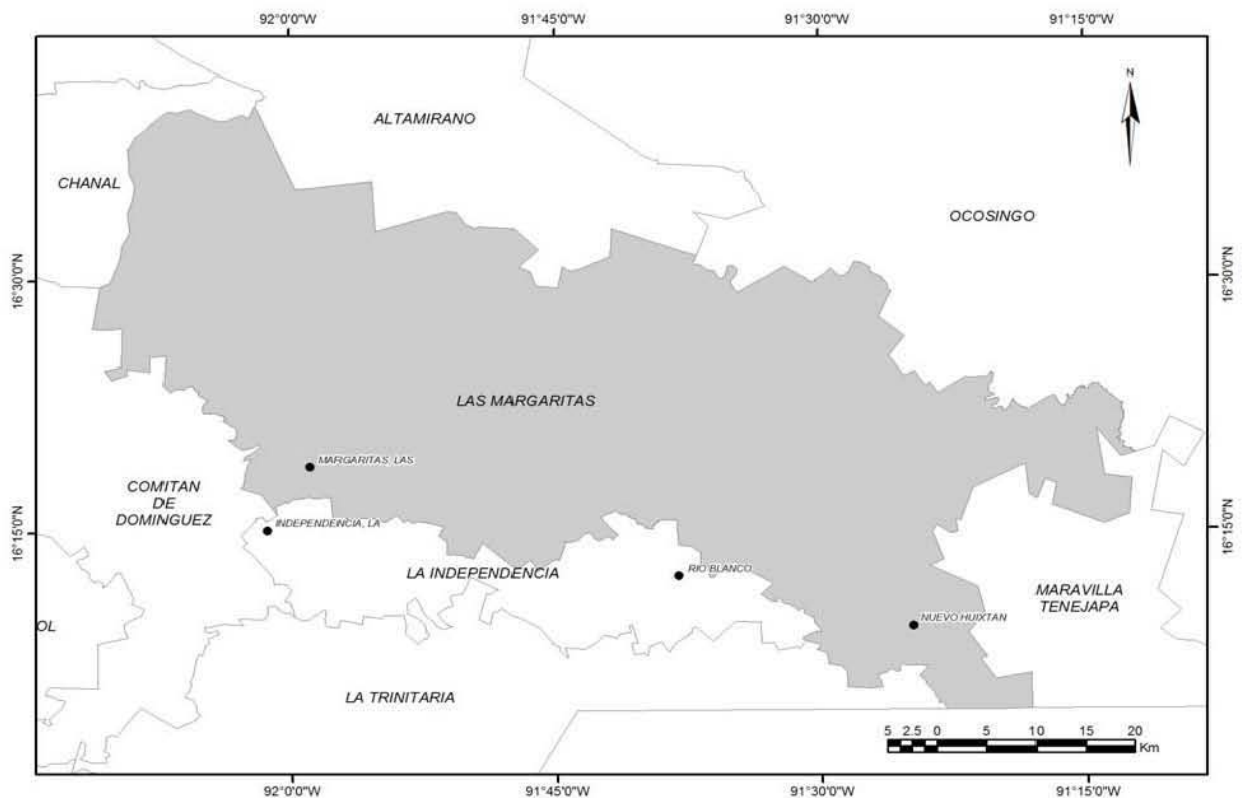 92°0'0"W
91°45'0"W
91°30'0"W
91°15'0"W
N
ALTAMIRANO
CHANAL
OCOSINGO
16°30'0"N
16°30'0"N
LAS MARGARITAS
MARGARITAS, LAS
COMITAN
DE
DOMINGUEZ
INDEPENDENCIA, LA
16°15'0"N
16°15'0"N
LA INDEPENDENCIA
RIO BLANCO
MARAVILLA
TENEJAPA
OL
NUEVO HUIXTAN
LA TRINITARIA
5 2.5 0 5 10 15 20
Km
92°0'0"W
91°45'0"W
91°30'0"W
91°15'0"W